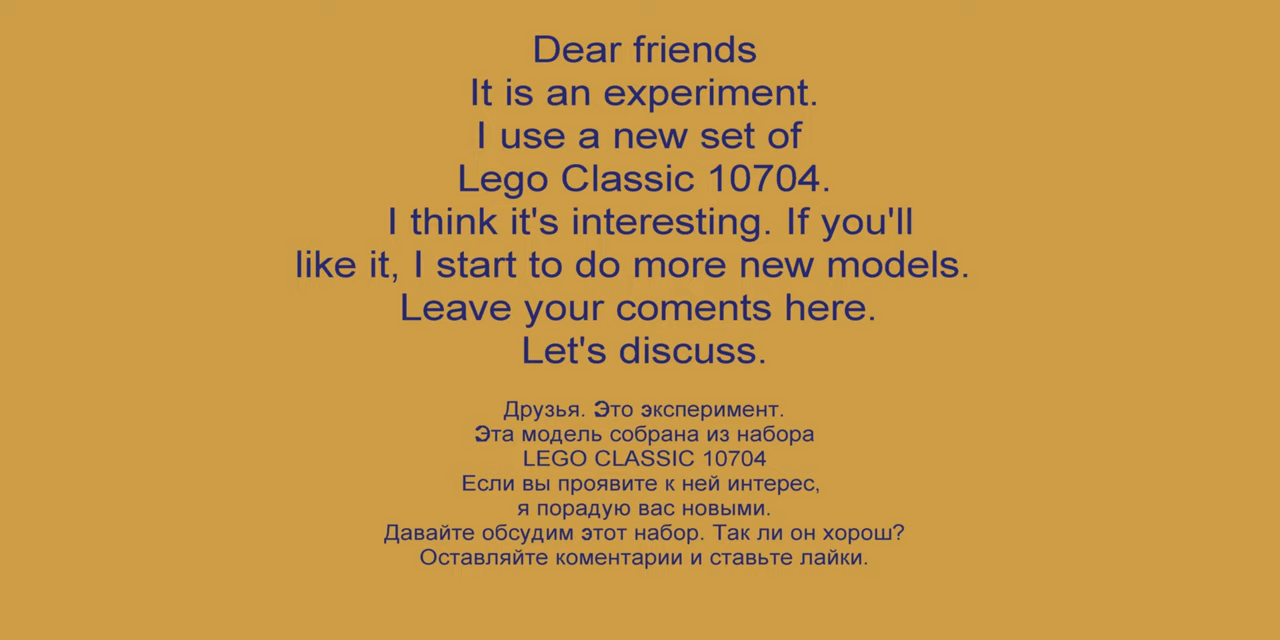 Dear friends
It is an experiment.
I use a new set of
Lego Classic 10704.
I think it's interesting. If you'll
like it, I start to do more new models.
Leave your coments here.
Let's discuss.
Друзья. Это эксперимент.
Эта модель собрана из набора
LEGO CLASSIC 10704
Если вы проявите к ней интерес,
я порадую вас новыми.
Давайте обсудим этот набор. Так ли он хорош?
Оставляйте коментарии и ставьте лайки.